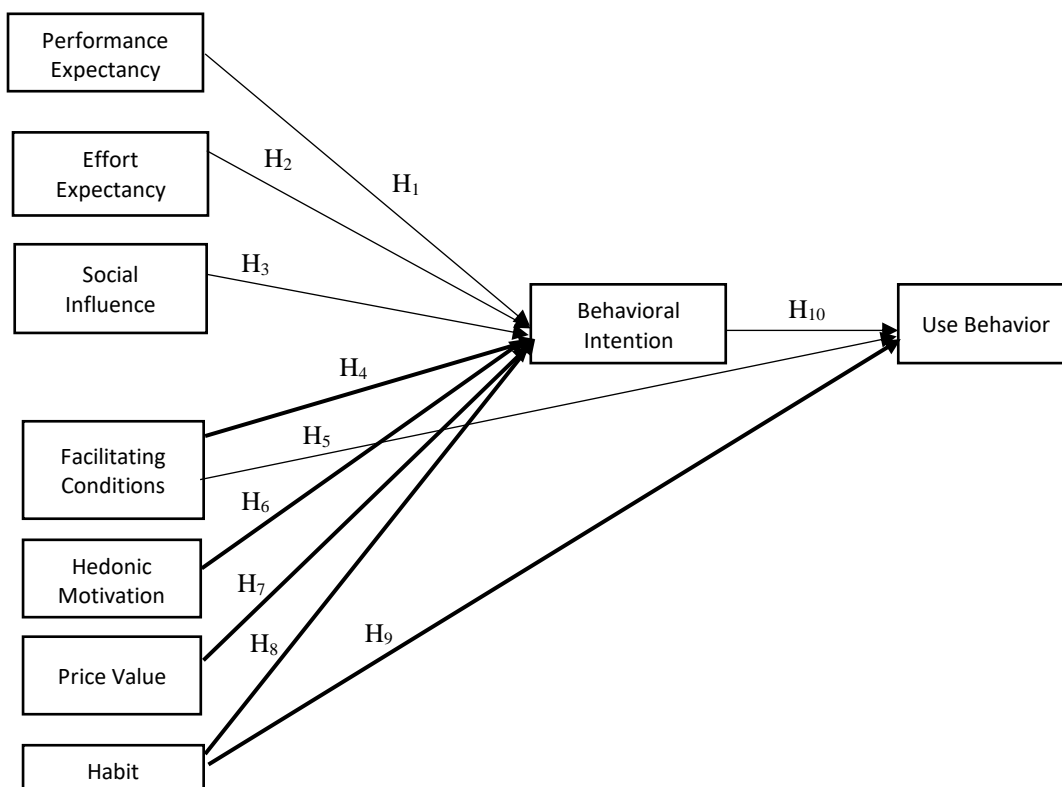 Performance
Expectancy
H₁
Effort
Expectancy
H₂
Social
Influence
H₃
Behavioral
Intention
H₁₀
Use Behavior
H₄
Facilitating
Conditions
H₅
H₆
Hedonic
Motivation
H₇
Price Value
H₈
H₉
Habit